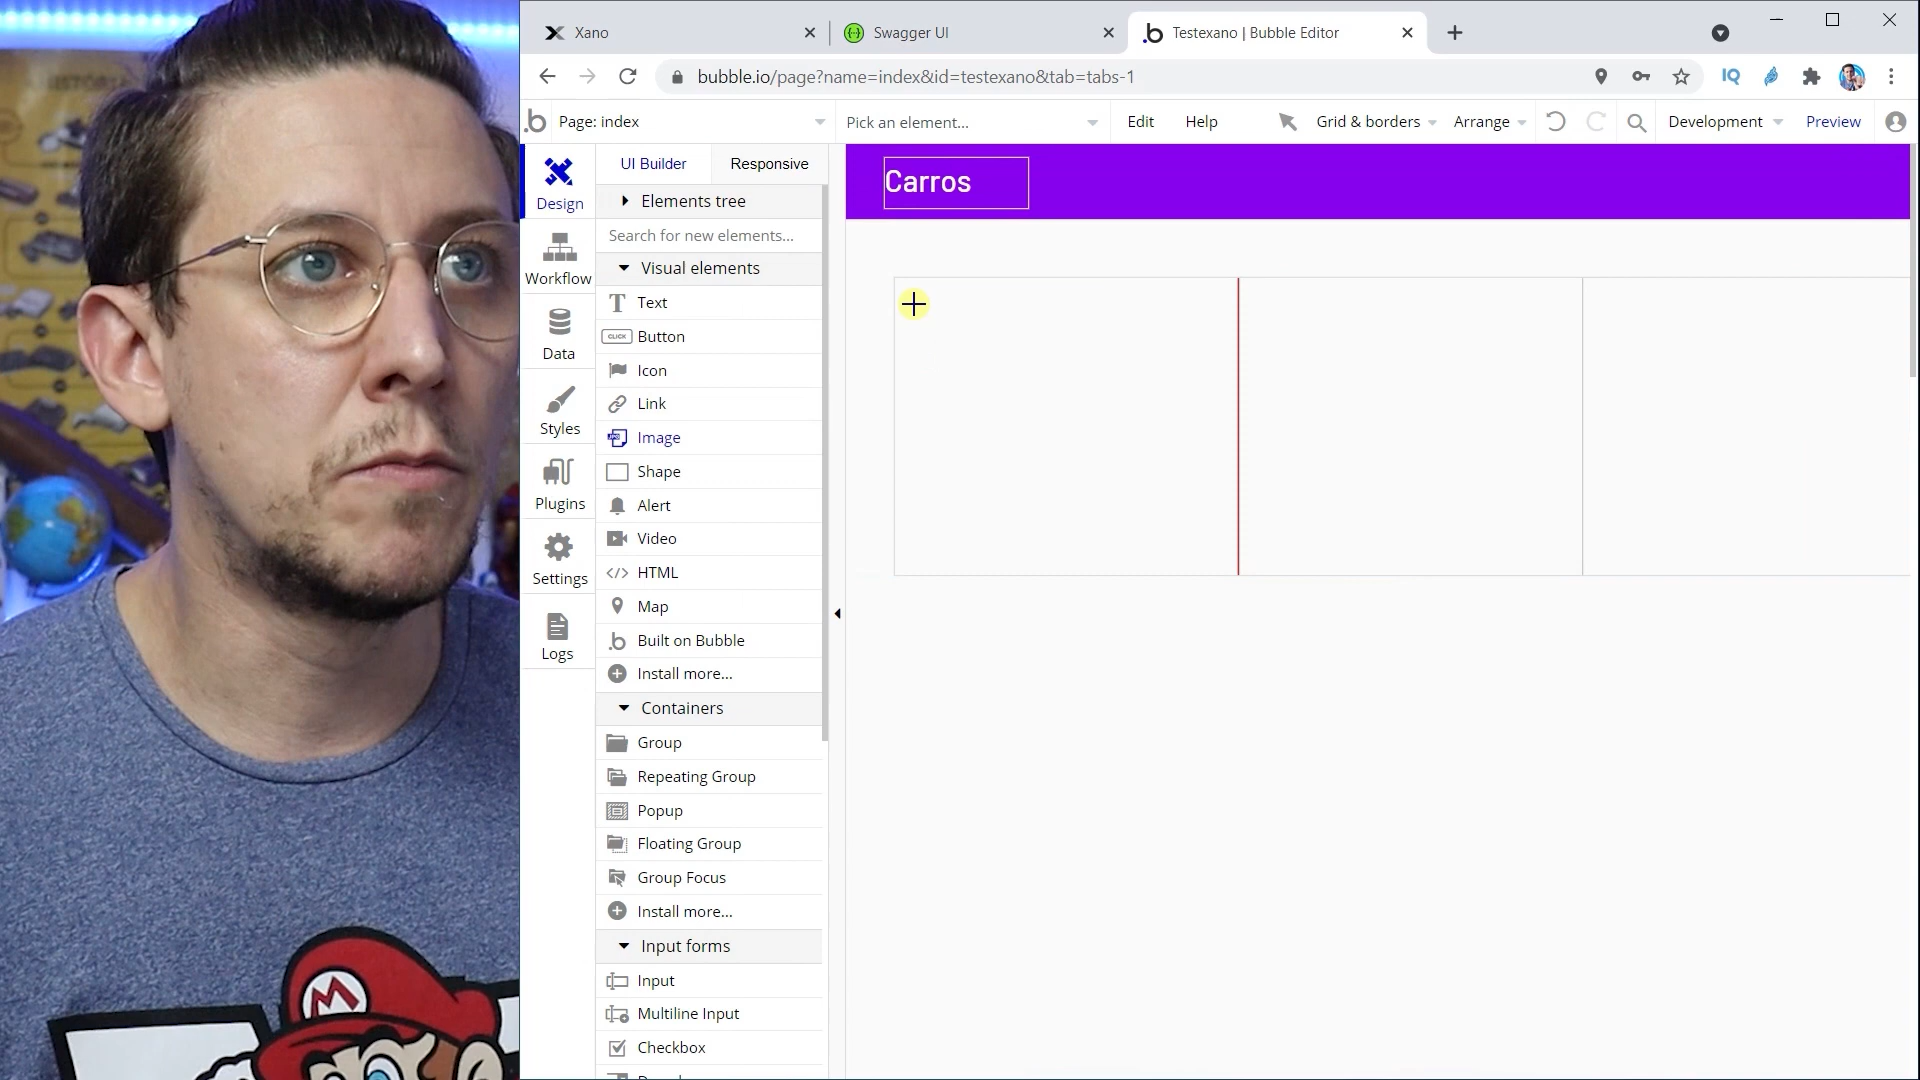 Xano
Swagger UI
Testexano | Bubble Editor
bubble.io/page?name=index&id=testexano&tab=tabs-1
IQ
Page: index
Pick an element...
Edit
Help
Grid & borders
Arrange
Development
Preview
Design
Workflow
Data
Styles
Plugins
Settings
Logs
UI Builder
Responsive
Elements tree
Search for new elements...
Visual elements
Text
CLICK
Button
Icon
Link
Image
Shape
Alert
Video
HTML
Map
Built on Bubble
Install more...
Containers
Group
Repeating Group
Popup
Floating Group
Group Focus
Install more...
Input forms
Input
Multiline Input
Checkbox
Carros
M